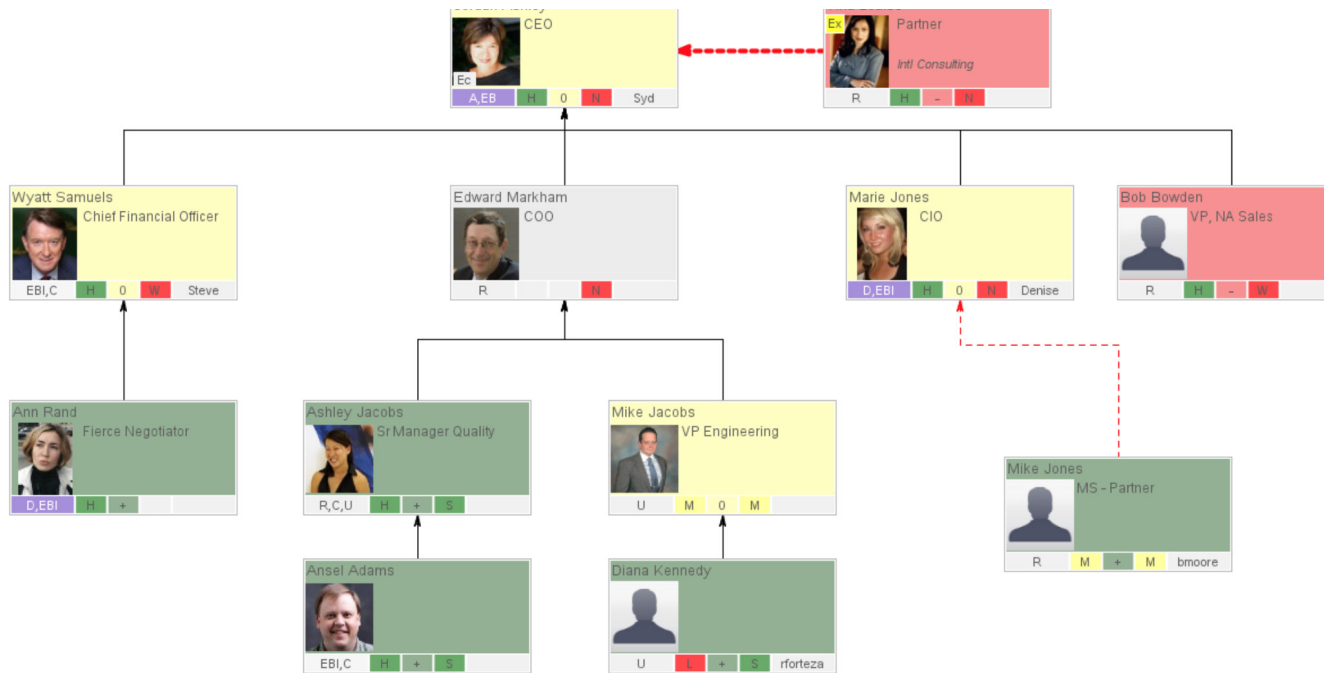 CEO
Ec
A,EB H 0 N Syd
Ex
Partner
Intl Consulting
R H - N
Wyatt Samuels
Chief Financial Officer
EBI,C H 0 W Steve
Edward Markham
COO
R N
Marie Jones
CIO
D,EBI H 0 N Denise
Bob Bowden
VP, NA Sales
R H - W
Ann Rand
Fierce Negotiator
D,EBI H +
Ashley Jacobs
Sr Manager Quality
R,C,U H + S
Mike Jacobs
VP Engineering
U M 0 M
Mike Jones
MS - Partner
R M + M bmoore
Ansel Adams
EBI,C H + S
Diana Kennedy
U L + S rforteza